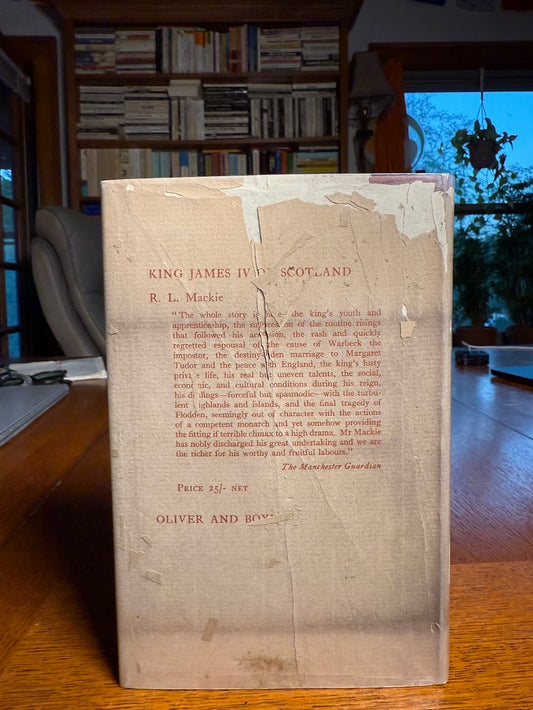 KING JAMES IV OF SCOTLAND
R. L. Mackie
"The whole story is here, the king's youth and
apprenticeship, the suppression of the routine risings
that followed his accession, the rash and quickly
regretted espousal of the cause of Warbeck the
impostor, the destiny-laden marriage to Margaret
Tudor and the peace with England, the king's lusty
private life, his real but uneven talents, the social,
economic, and cultural conditions during his reign,
his dealings—forceful but spasmodic—with the turbu-
lent highlands and islands, and the final tragedy of
Flodden, seemingly out of character with the actions
of a competent monarch and yet somehow providing
the fitting if terrible climax to a high drama. Mr Mackie
has nobly discharged his great undertaking and we are
the richer for his worthy and fruitful labours."
The Manchester Guardian
PRICE 25/- NET
OLIVER AND BOYD